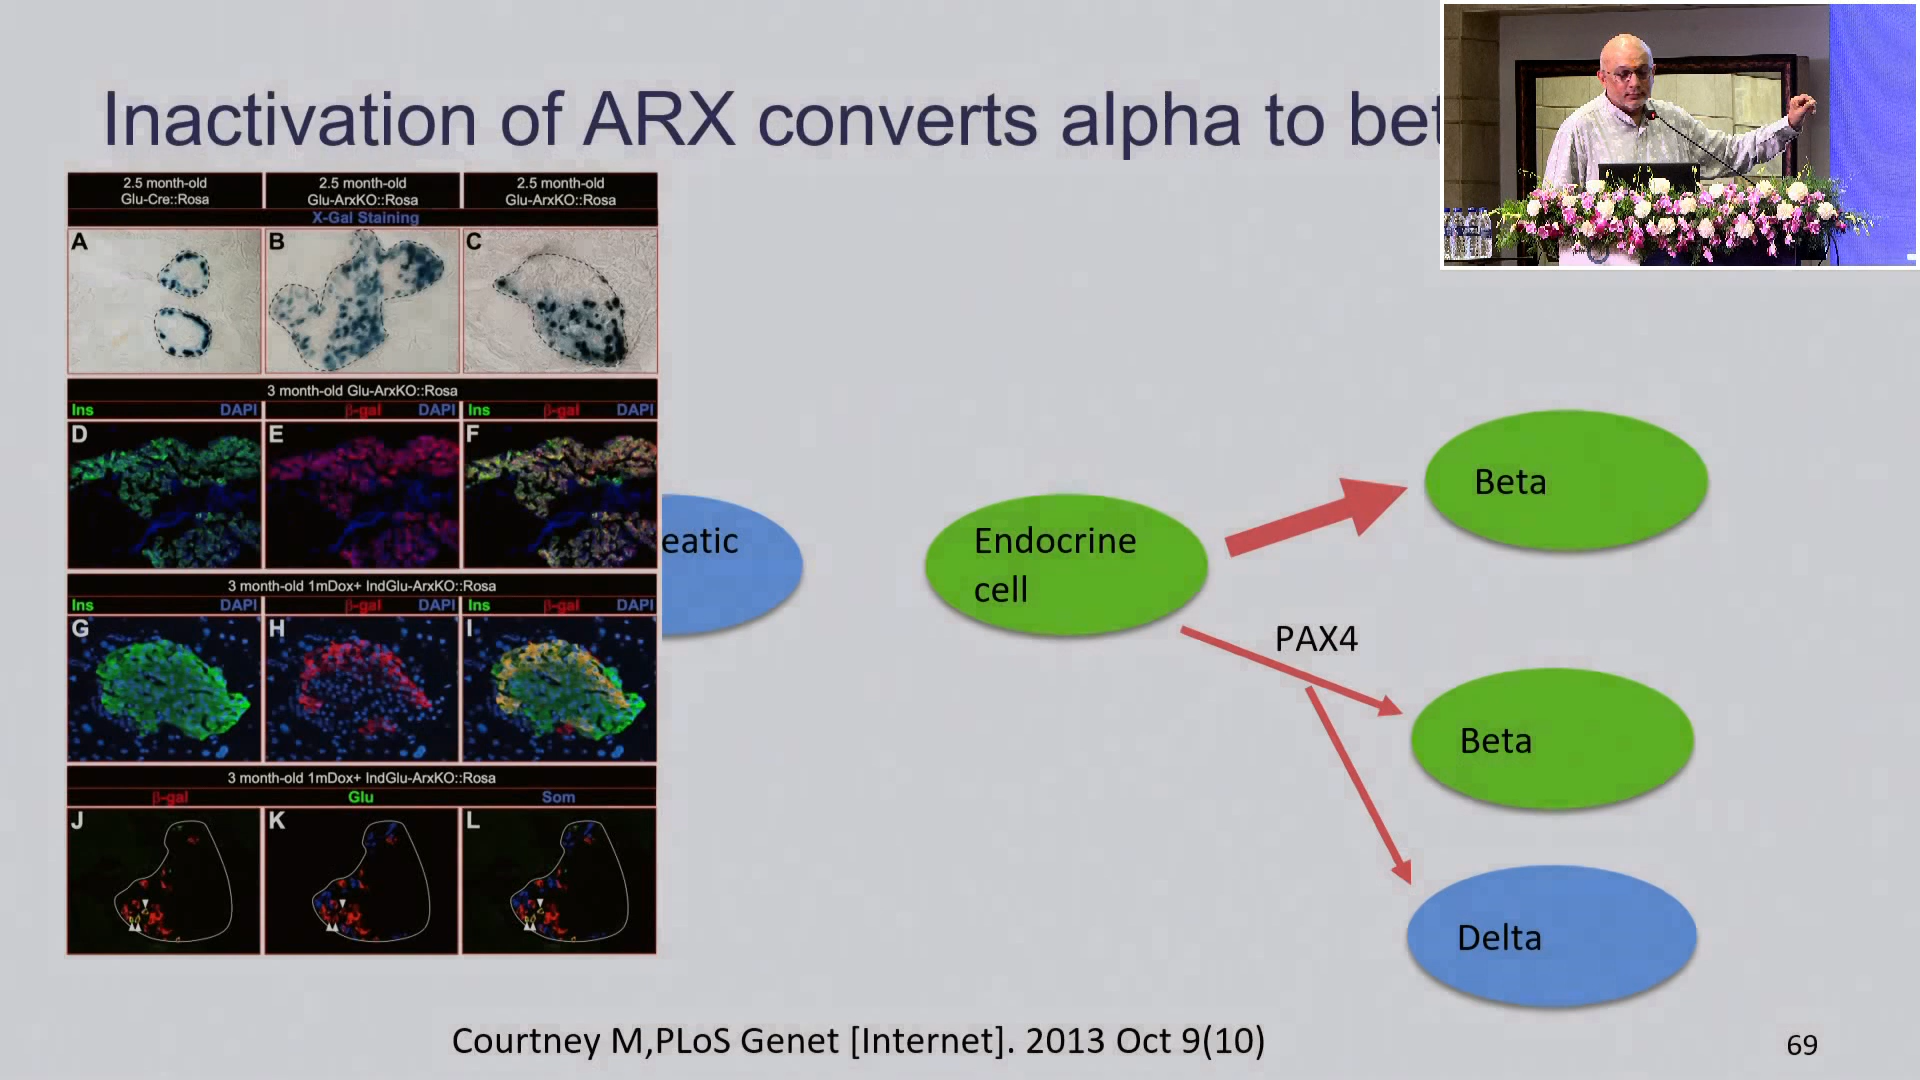 Inactivation of ARX converts alpha to bet
2.5 month-old
Glu-Cre::Rosa
2.5 month-old
Glu-ArxKO::Rosa
2.5 month-old
Glu-ArxKO::Rosa
X-Gal Staining
A
B
C
3 month-old Glu-ArxKO::Rosa
Ins DAPI
β-gal DAPI
Ins β-gal DAPI
D
E
F
3 month-old 1mDox+ IndGlu-ArxKO::Rosa
Ins DAPI
β-gal DAPI
Ins β-gal DAPI
G
H
I
3 month-old 1mDox+ IndGlu-ArxKO::Rosa
β-gal Glu Som
J
K
L
eatic
Endocrine
cell
Beta
PAX4
Beta
Delta
Courtney M,PLoS Genet [Internet]. 2013 Oct 9(10)
69